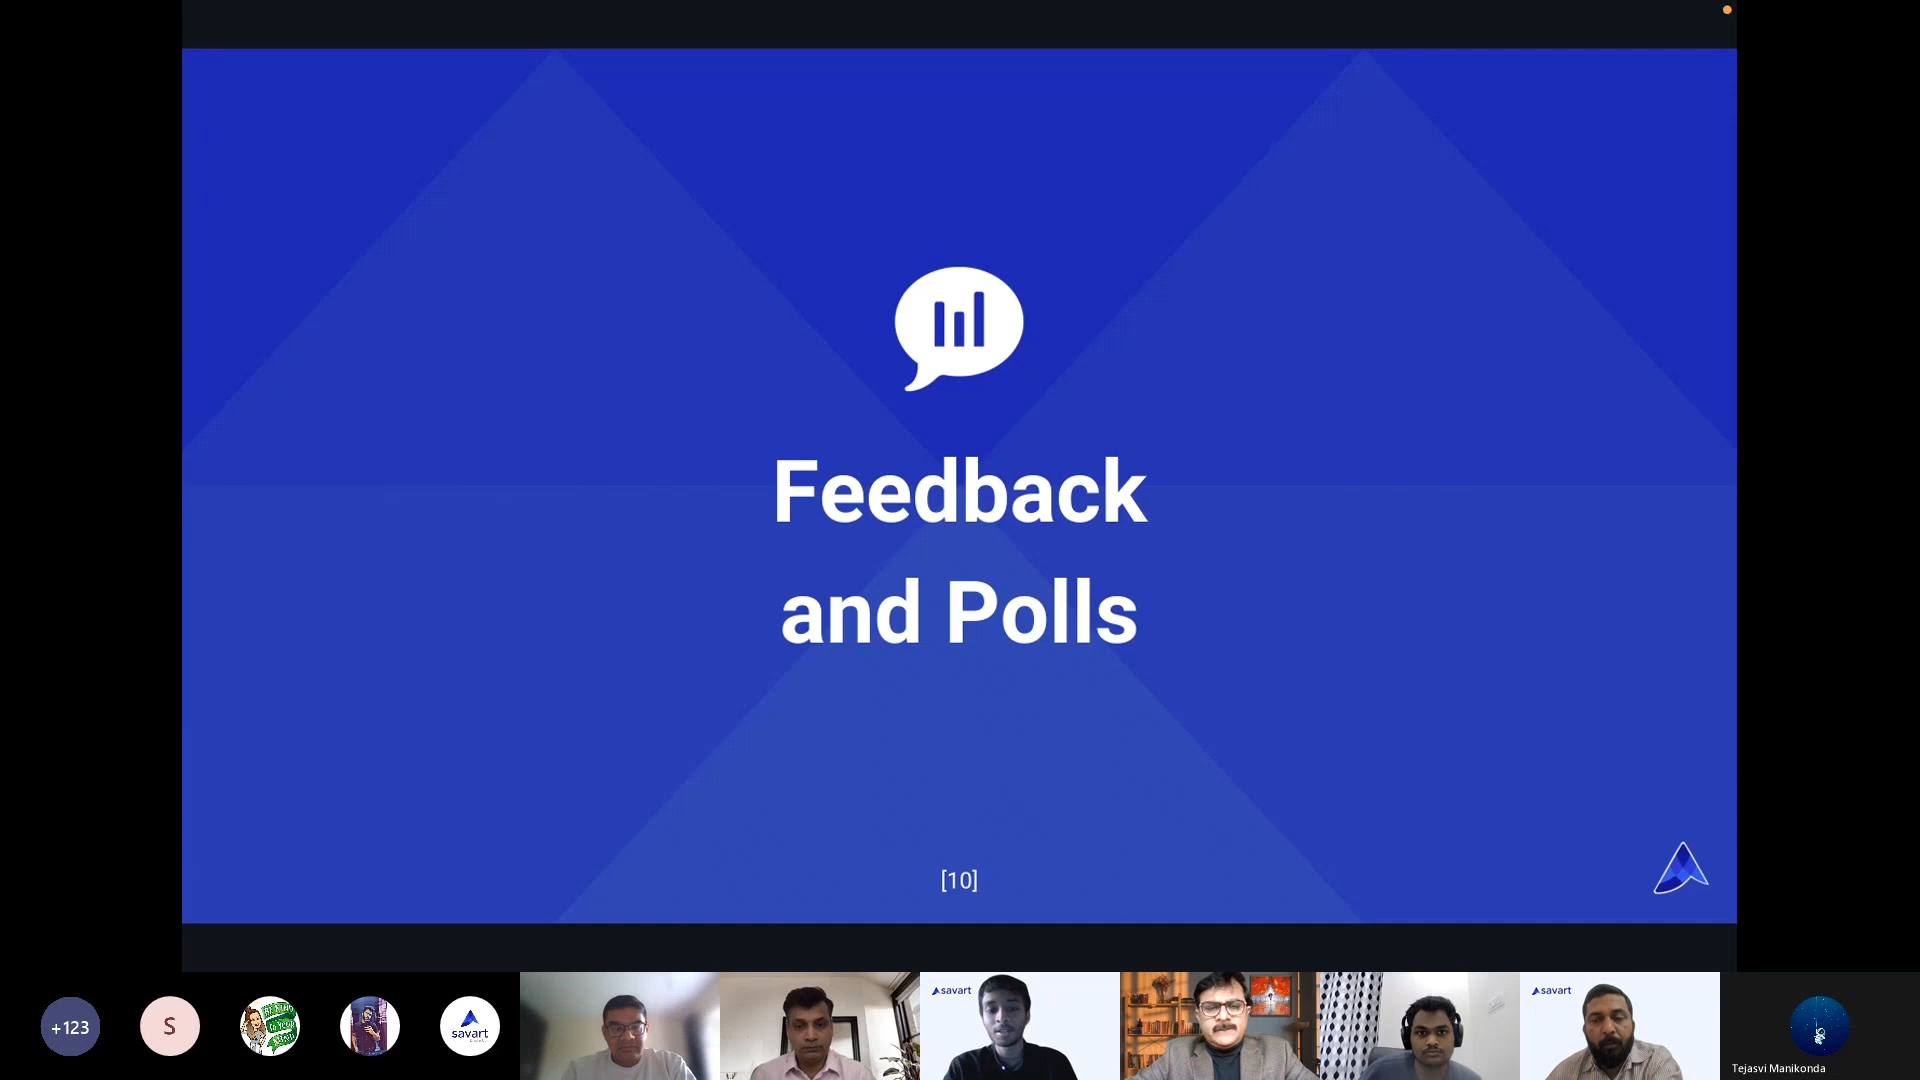 Feedback
and Polls
[10]
+123
S
savart
savart
savart
Tejasvi Manikonda